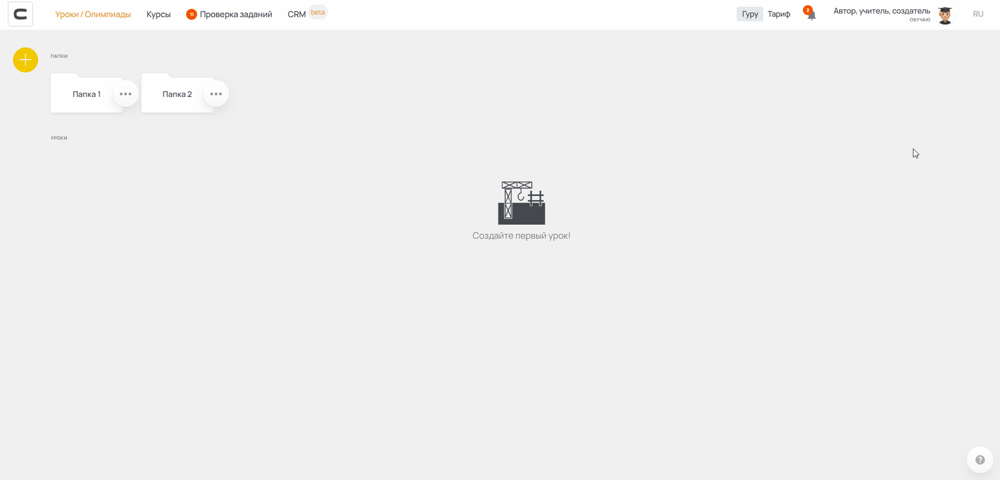 Уроки / Олимпиады Курсы 11 Проверка заданий CRM beta Гуру Тариф 2 Автор, учитель, создатель RU
ОБУЧАЮ
ПАПКИ
Папка 1 Папка 2
УРОКИ
Создайте первый урок!